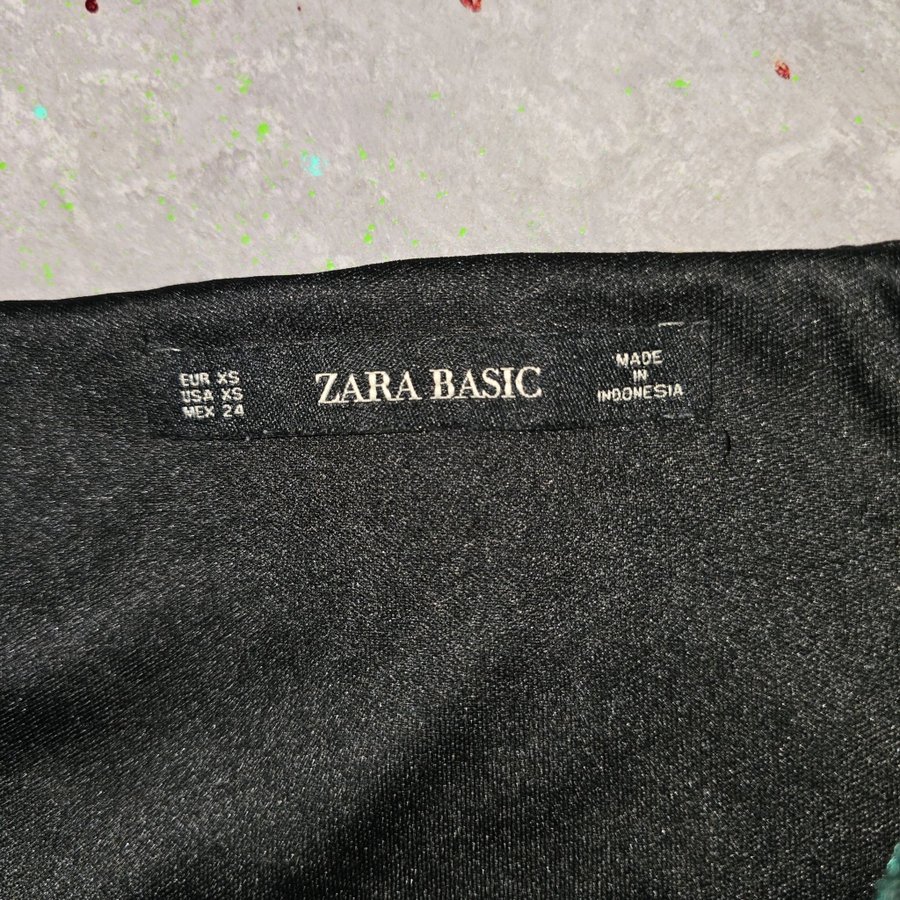 EUR XS
USA XS
MEX 24
ZARA BASIC
MADE
IN
INDONESIA